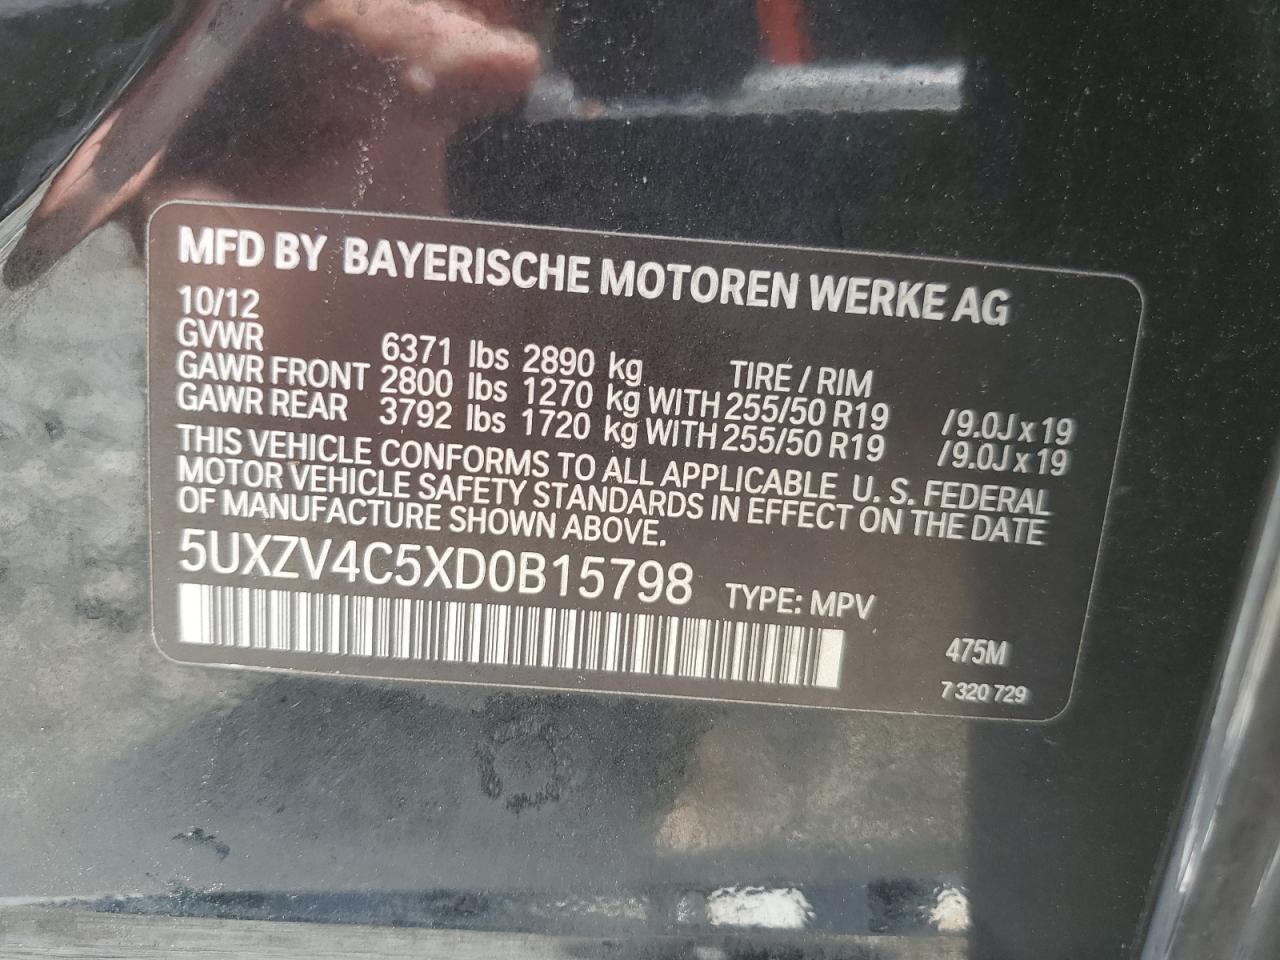 MFD BY BAYERISCHE MOTOREN WERKE AG
10/12
GVWR 6371 lbs 2890 kg TIRE / RIM
GAWR FRONT 2800 lbs 1270 kg WITH 255/50 R19 /9.0J x 19
GAWR REAR 3792 lbs 1720 kg WITH 255/50 R19 /9.0J x 19
THIS VEHICLE CONFORMS TO ALL APPLICABLE U. S. FEDERAL
MOTOR VEHICLE SAFETY STANDARDS IN EFFECT ON THE DATE
OF MANUFACTURE SHOWN ABOVE.
5UXZV4C5XD0B15798 TYPE: MPV
475M
7 320 729